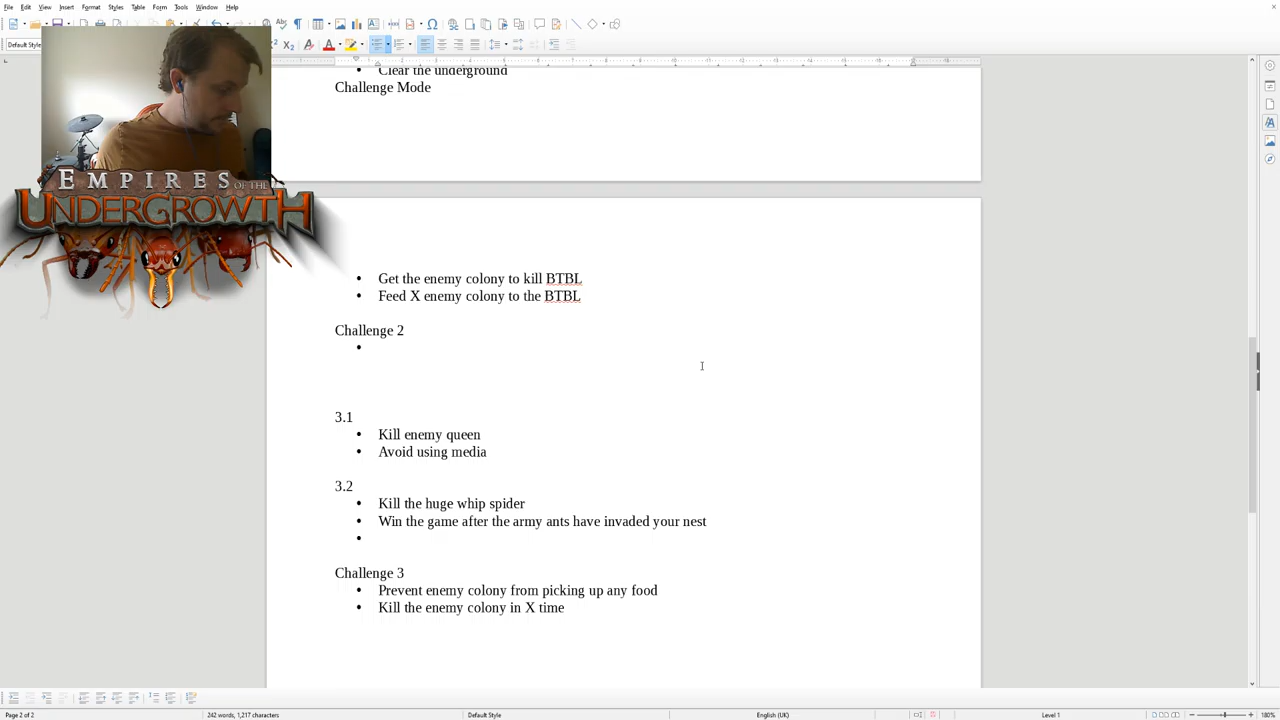 File Edit View Insert Format Styles Table Form Tools Window Help
Default Style
Clear the underground
Challenge Mode
EMPIRES OF THE
UNDERGROWTH
• Get the enemy colony to kill BTBL
• Feed X enemy colony to the BTBL
Challenge 2
•
3.1
• Kill enemy queen
• Avoid using media
3.2
• Kill the huge whip spider
• Win the game after the army ants have invaded your nest
•
Challenge 3
• Prevent enemy colony from picking up any food
• Kill the enemy colony in X time
Page 2 of 2 242 words, 1,217 characters Default Style English (UK) Level 1 180%